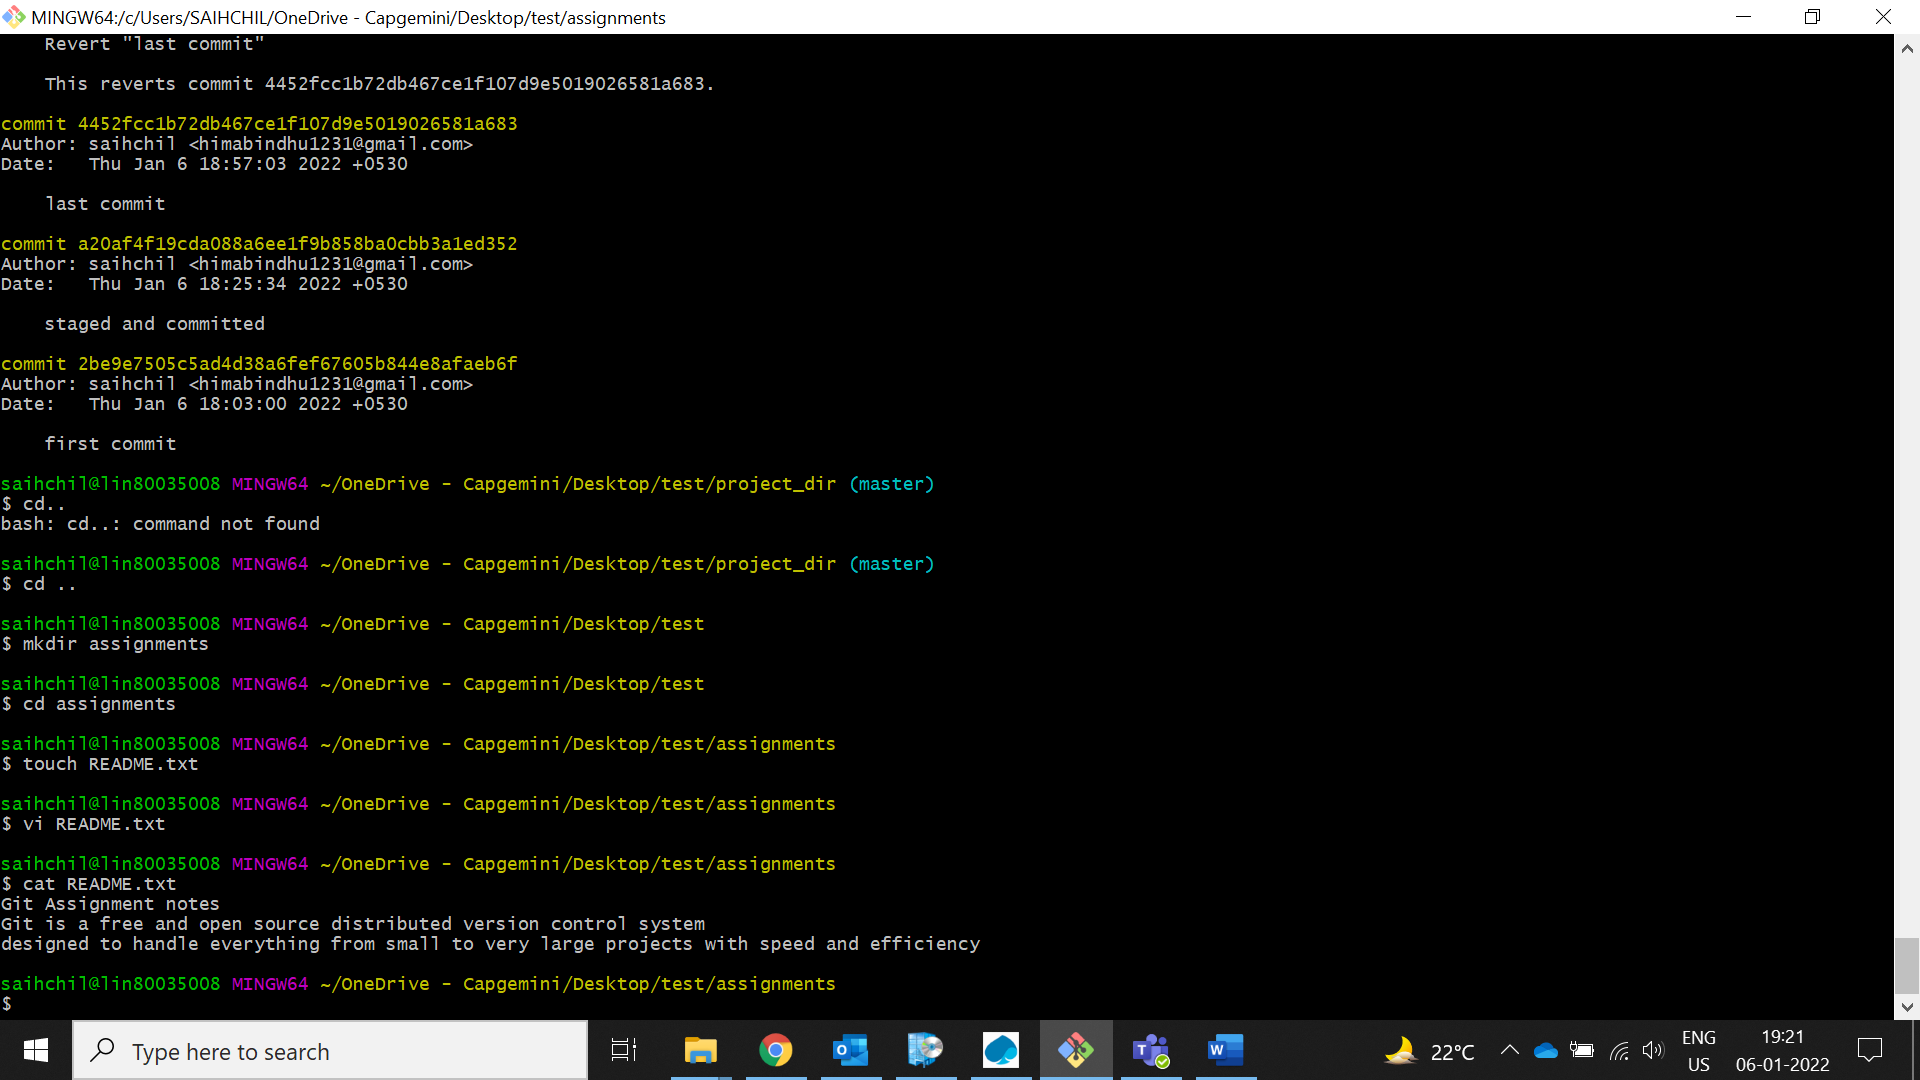 MINGW64:/c/Users/SAIHCHIL/OneDrive - Capgemini/Desktop/test/assignments
Revert "last commit"
This reverts commit 4452fcc1b72db467ce1f107d9e5019026581a683.
commit 4452fcc1b72db467ce1f107d9e5019026581a683
Author: saihchil <himabindhu1231@gmail.com>
Date:   Thu Jan 6 18:57:03 2022 +0530
last commit
commit a20af4f19cda088a6ee1f9b858ba0cbb3a1ed352
Author: saihchil <himabindhu1231@gmail.com>
Date:   Thu Jan 6 18:25:34 2022 +0530
staged and committed
commit 2be9e7505c5ad4d38a6fef67605b844e8afaeb6f
Author: saihchil <himabindhu1231@gmail.com>
Date:   Thu Jan 6 18:03:00 2022 +0530
first commit
saihchil@lin80035008 MINGW64 ~/OneDrive - Capgemini/Desktop/test/project_dir (master)
$ cd..
bash: cd..: command not found
saihchil@lin80035008 MINGW64 ~/OneDrive - Capgemini/Desktop/test/project_dir (master)
$ cd ..
saihchil@lin80035008 MINGW64 ~/OneDrive - Capgemini/Desktop/test
$ mkdir assignments
saihchil@lin80035008 MINGW64 ~/OneDrive - Capgemini/Desktop/test
$ cd assignments
saihchil@lin80035008 MINGW64 ~/OneDrive - Capgemini/Desktop/test/assignments
$ touch README.txt
saihchil@lin80035008 MINGW64 ~/OneDrive - Capgemini/Desktop/test/assignments
$ vi README.txt
saihchil@lin80035008 MINGW64 ~/OneDrive - Capgemini/Desktop/test/assignments
$ cat README.txt
Git Assignment notes
Git is a free and open source distributed version control system
designed to handle everything from small to very large projects with speed and efficiency
saihchil@lin80035008 MINGW64 ~/OneDrive - Capgemini/Desktop/test/assignments
$
Type here to search
22°C
ENG
US
19:21
06-01-2022